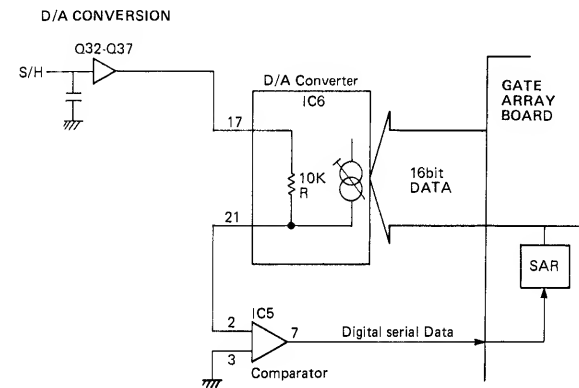 D/A CONVERSION
Q32-Q37
S/H
D/A Converter
IC6
GATE
ARRAY
BOARD
17
10K
R
16bit
DATA
21
SAR
IC5
2
7
Digital serial Data
3
Comparator